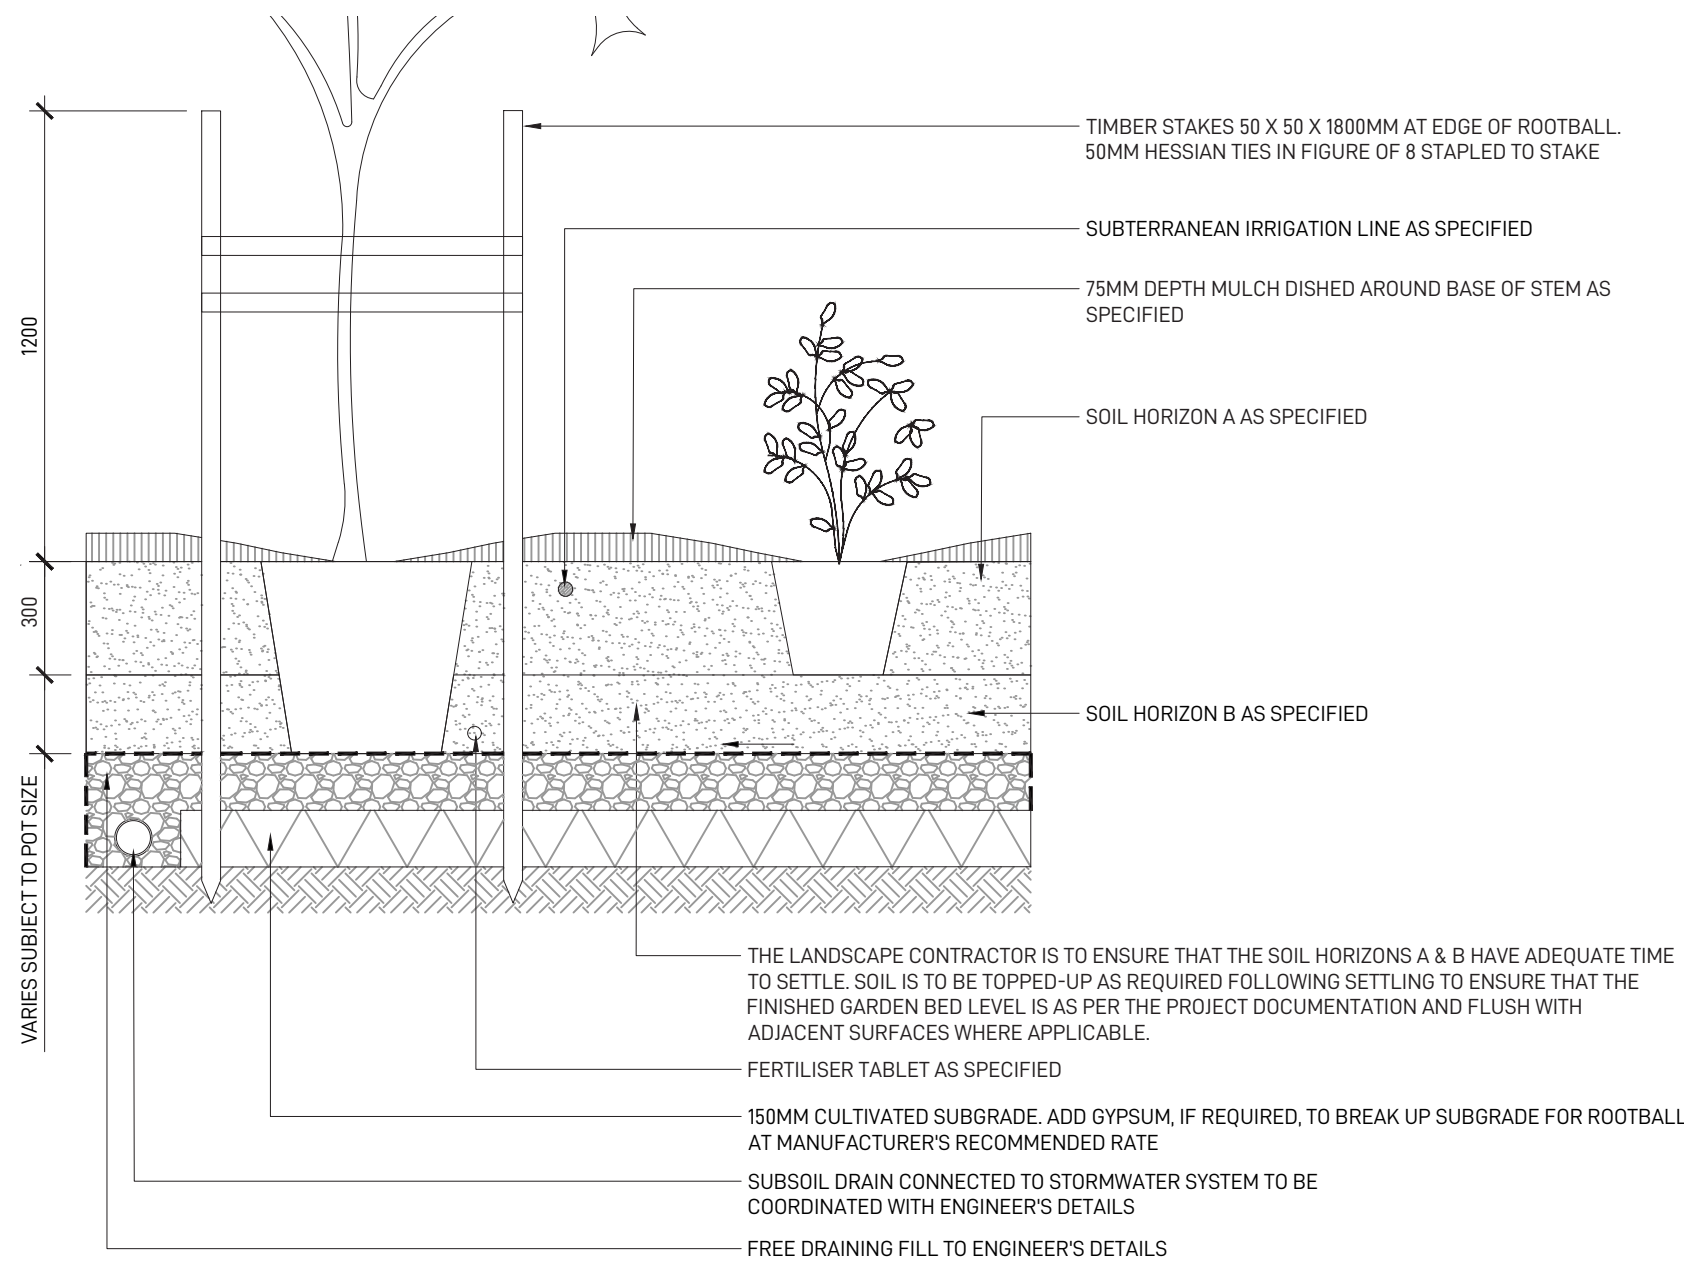 TIMBER STAKES 50 X 50 X 1800MM AT EDGE OF ROOTBALL.
50MM HESSIAN TIES IN FIGURE OF 8 STAPLED TO STAKE
SUBTERRANEAN IRRIGATION LINE AS SPECIFIED
75MM DEPTH MULCH DISHED AROUND BASE OF STEM AS
SPECIFIED
1200
SOIL HORIZON A AS SPECIFIED
300
SOIL HORIZON B AS SPECIFIED
VARIES SUBJECT TO POT SIZE
THE LANDSCAPE CONTRACTOR IS TO ENSURE THAT THE SOIL HORIZONS A & B HAVE ADEQUATE TIME
TO SETTLE. SOIL IS TO BE TOPPED-UP AS REQUIRED FOLLOWING SETTLING TO ENSURE THAT THE
FINISHED GARDEN BED LEVEL IS AS PER THE PROJECT DOCUMENTATION AND FLUSH WITH
ADJACENT SURFACES WHERE APPLICABLE.
FERTILISER TABLET AS SPECIFIED
150MM CULTIVATED SUBGRADE. ADD GYPSUM, IF REQUIRED, TO BREAK UP SUBGRADE FOR ROOTBALL
AT MANUFACTURER'S RECOMMENDED RATE
SUBSOIL DRAIN CONNECTED TO STORMWATER SYSTEM TO BE
COORDINATED WITH ENGINEER'S DETAILS
FREE DRAINING FILL TO ENGINEER'S DETAILS